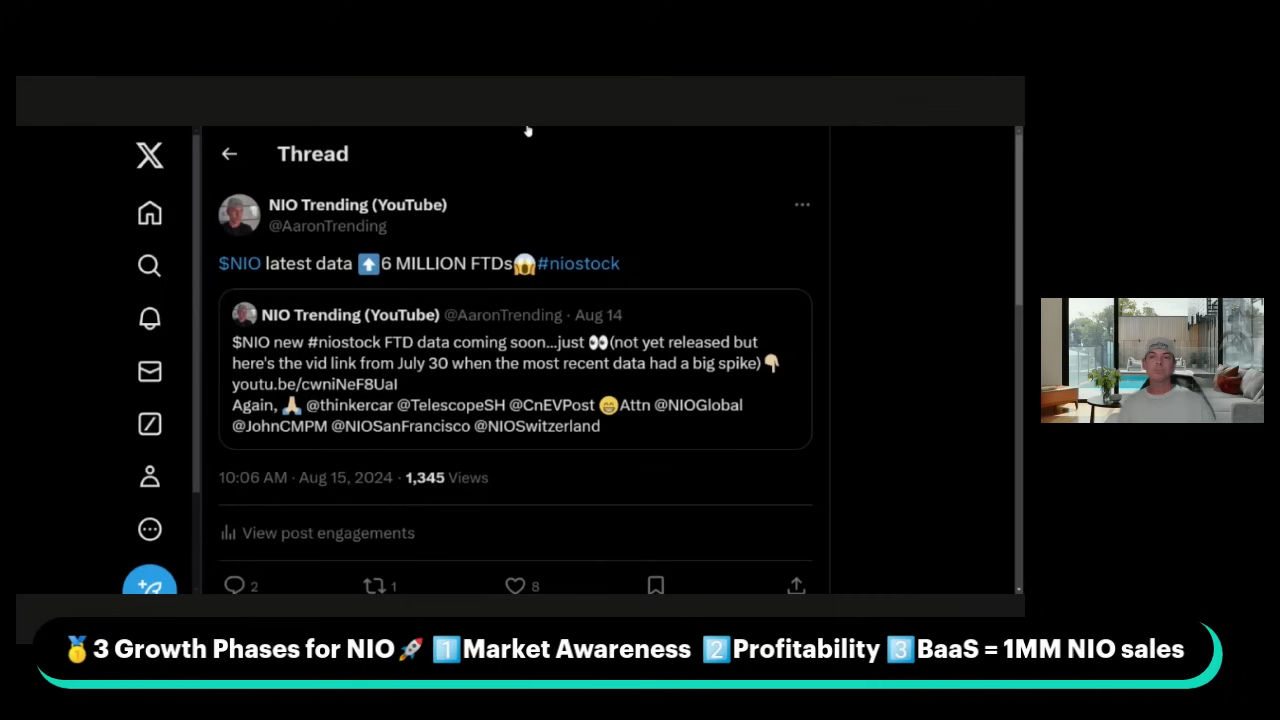 Thread
NIO Trending (YouTube)
@AaronTrending
$NIO latest data ⬆️6 MILLION FTDs😱#niostock
NIO Trending (YouTube) @AaronTrending · Aug 14
$NIO new #niostock FTD data coming soon...just 👀(not yet released but
here's the vid link from July 30 when the most recent data had a big spike)👇🏼
youtu.be/cwniNeF8UaI
Again, 🙏🏼 @thinkercar @TelescopeSH @CnEVPost 😄Attn @NIOGlobal
@JohnCMPM @NIOSanFrancisco @NIOSwitzerland
10:06 AM · Aug 15, 2024 · 1,345 Views
View post engagements
2 1 8
🥇3 Growth Phases for NIO🚀 1️⃣Market Awareness 2️⃣Profitability 3️⃣BaaS = 1MM NIO sales